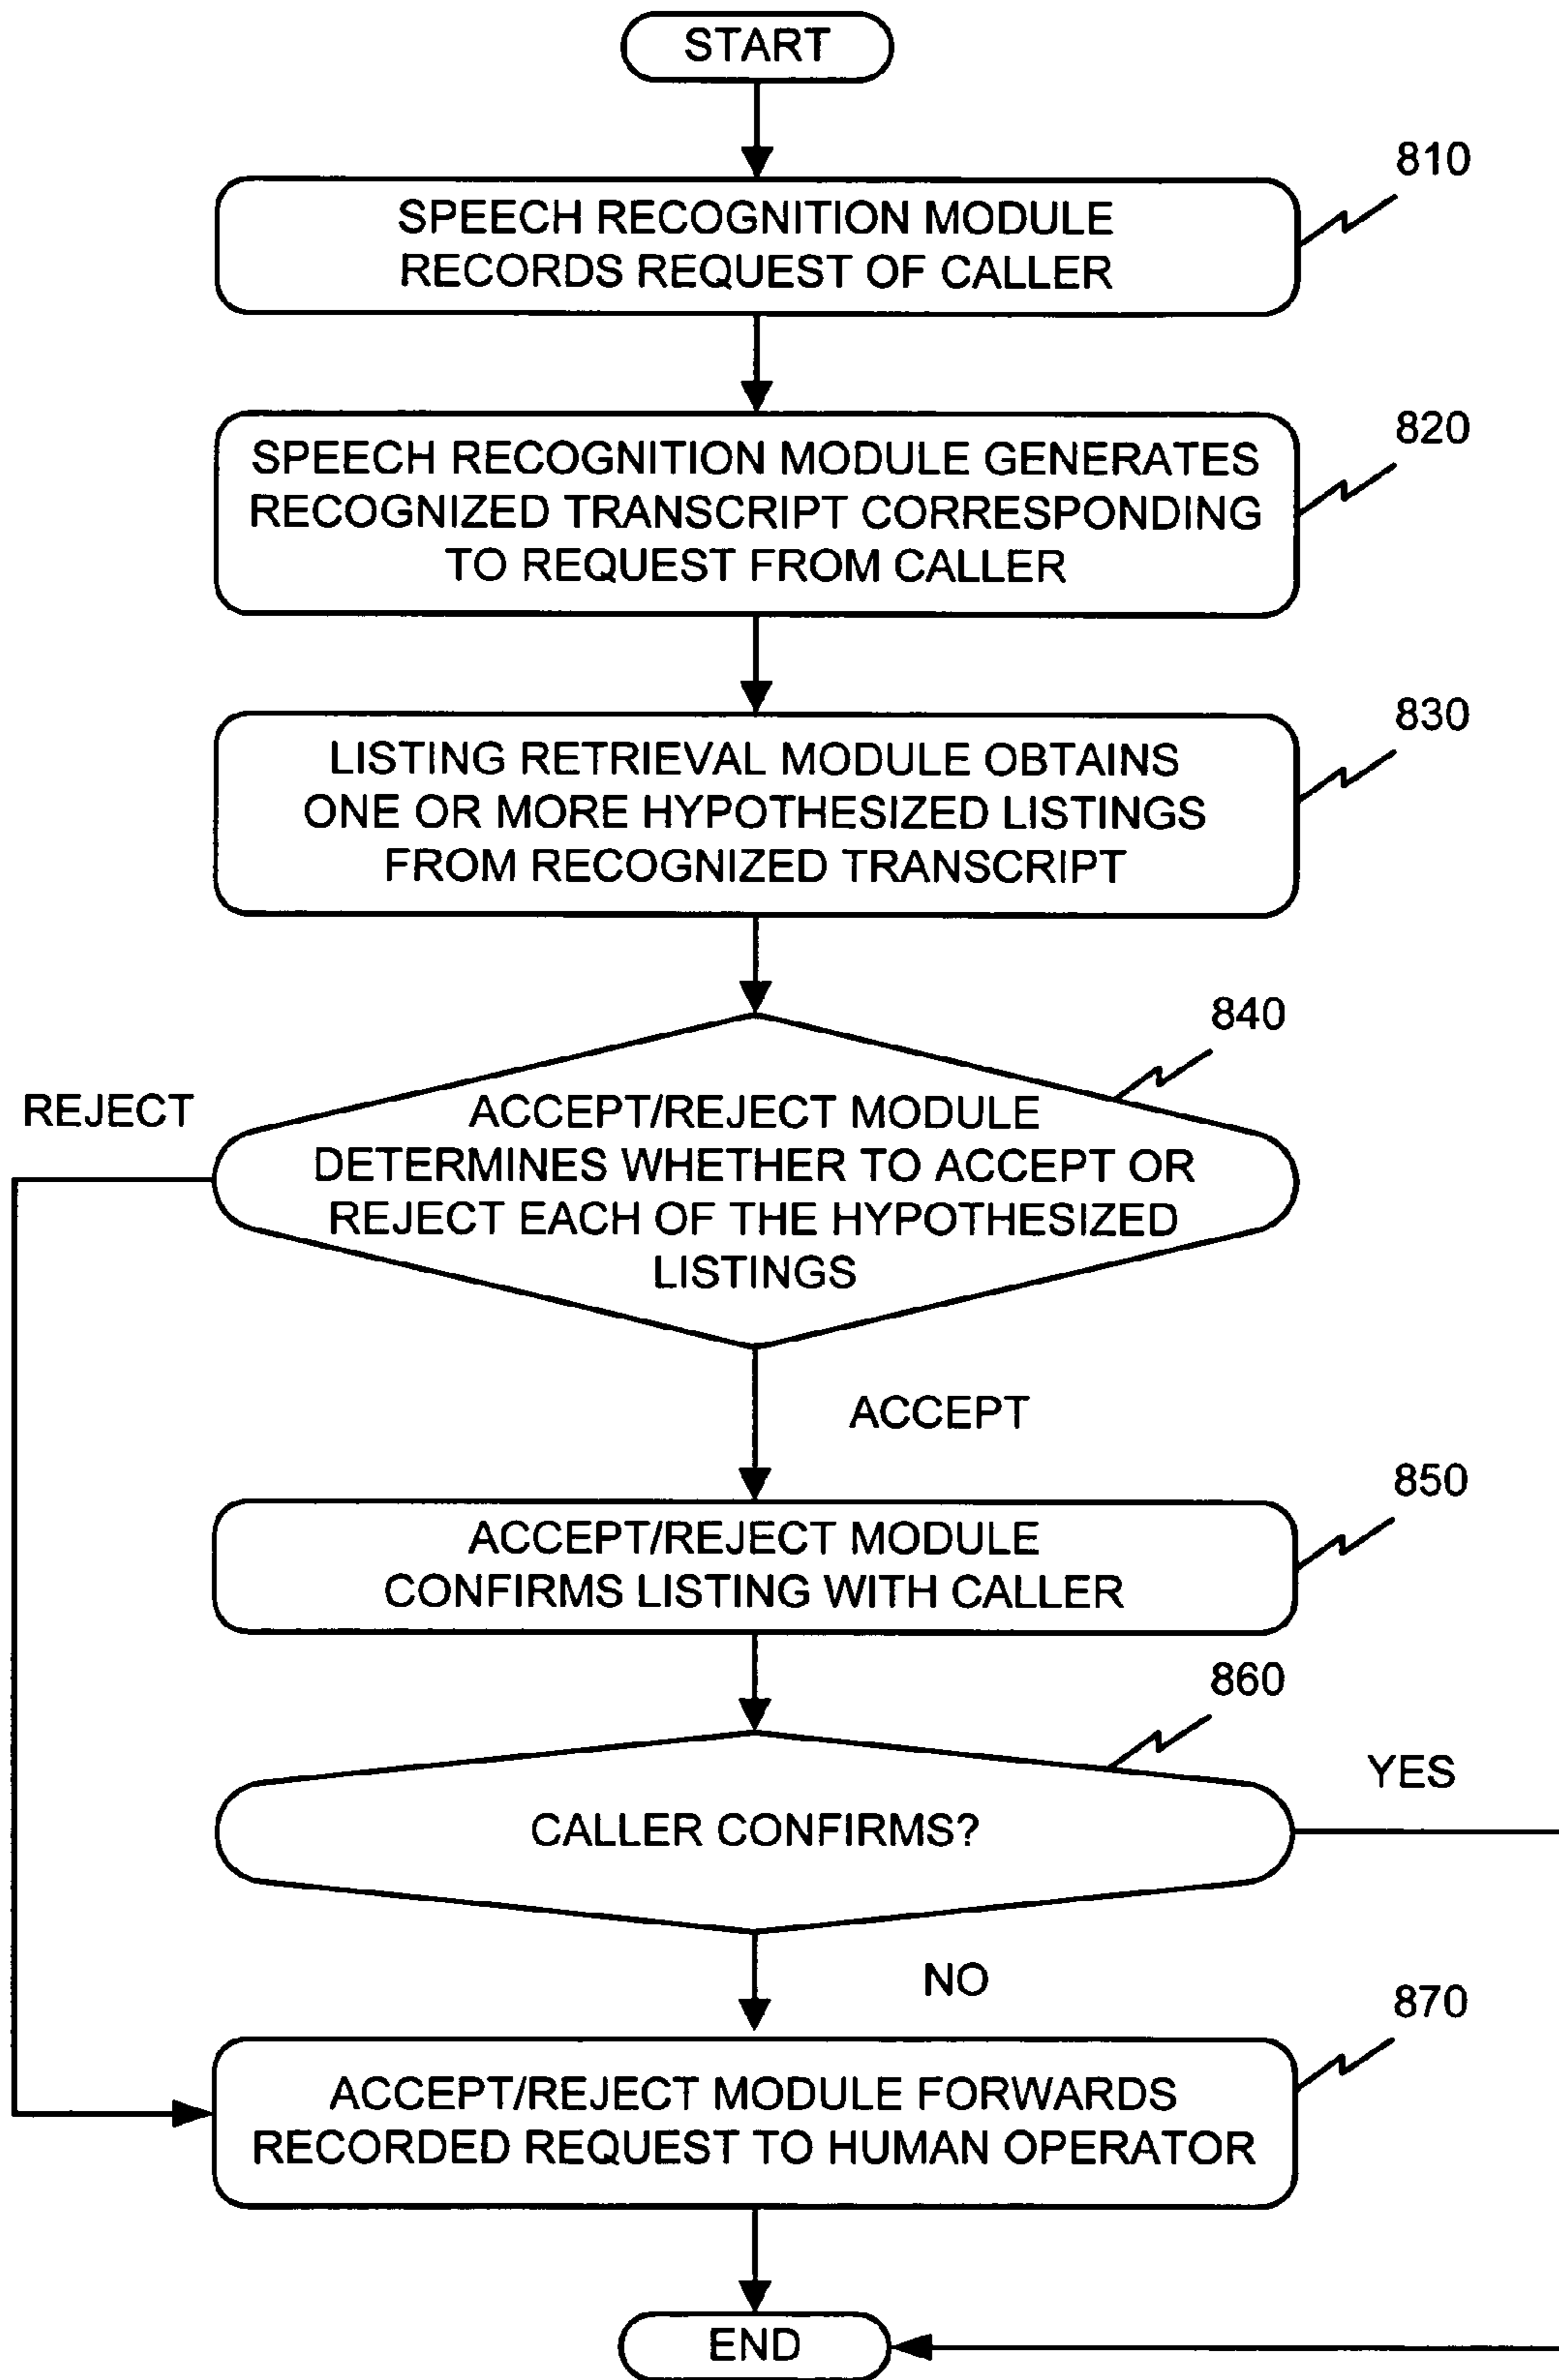 START
810
SPEECH RECOGNITION MODULE
RECORDS REQUEST OF CALLER
820
SPEECH RECOGNITION MODULE GENERATES
RECOGNIZED TRANSCRIPT CORRESPONDING
TO REQUEST FROM CALLER
830
LISTING RETRIEVAL MODULE OBTAINS
ONE OR MORE HYPOTHESIZED LISTINGS
FROM RECOGNIZED TRANSCRIPT
840
REJECT
ACCEPT/REJECT MODULE
DETERMINES WHETHER TO ACCEPT OR
REJECT EACH OF THE HYPOTHESIZED
LISTINGS
ACCEPT
850
ACCEPT/REJECT MODULE
CONFIRMS LISTING WITH CALLER
860
YES
CALLER CONFIRMS?
NO
870
ACCEPT/REJECT MODULE FORWARDS
RECORDED REQUEST TO HUMAN OPERATOR
END